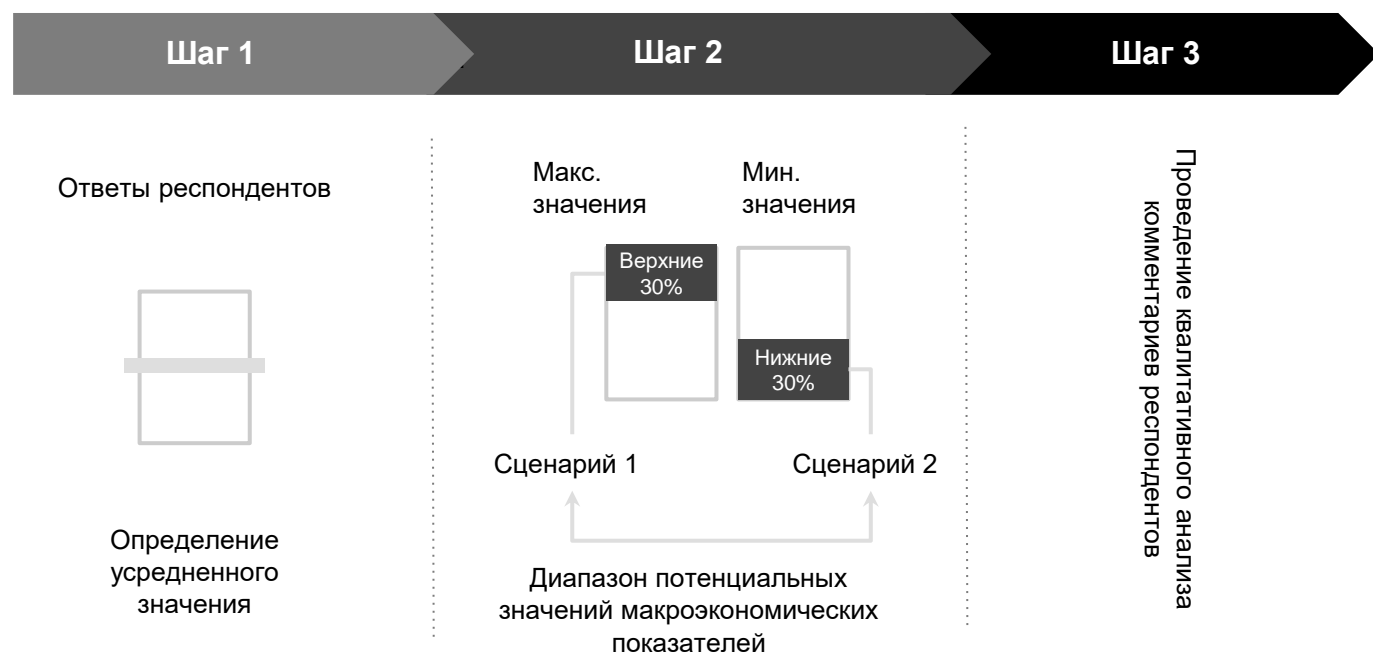 Шаг 1
Шаг 2
Шаг 3
Ответы респондентов
Определение
усредненного
значения
Макс.
значения
Мин.
значения
Верхние
30%
Нижние
30%
Сценарий 1
Сценарий 2
Диапазон потенциальных
значений макроэкономических
показателей
Проведение квалитативного анализа
комментариев респондентов